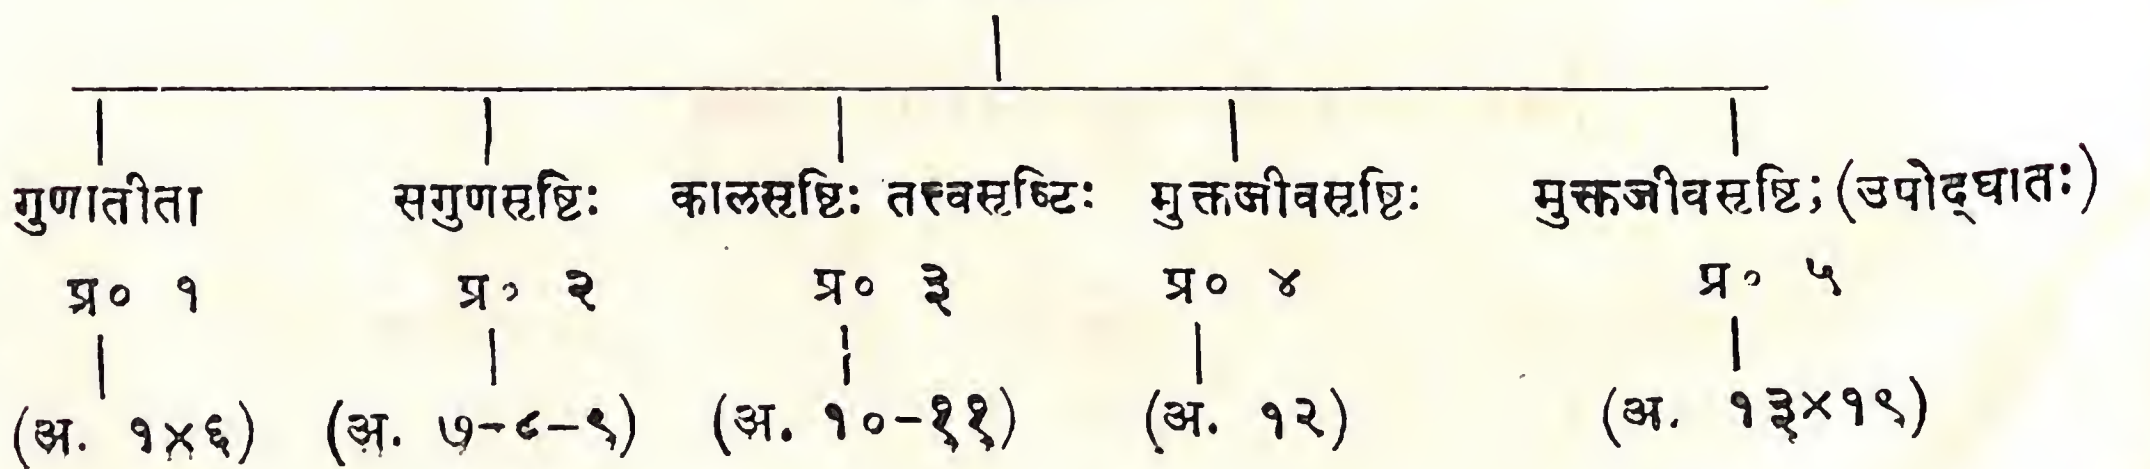 गुणातीता सगुणसृष्टिः कालसृष्टिः तत्त्वसृष्टिः मुक्तजीवसृष्टिः मुक्तजीवसृष्टि; (उपोद्घातः)
प्र० १ प्र० २ प्र० ३ प्र० ४ प्र० ५
(अ. १×६) (अ. ७-८-९) (अ. १०-११) (अ. १२) (अ. १३×१९)